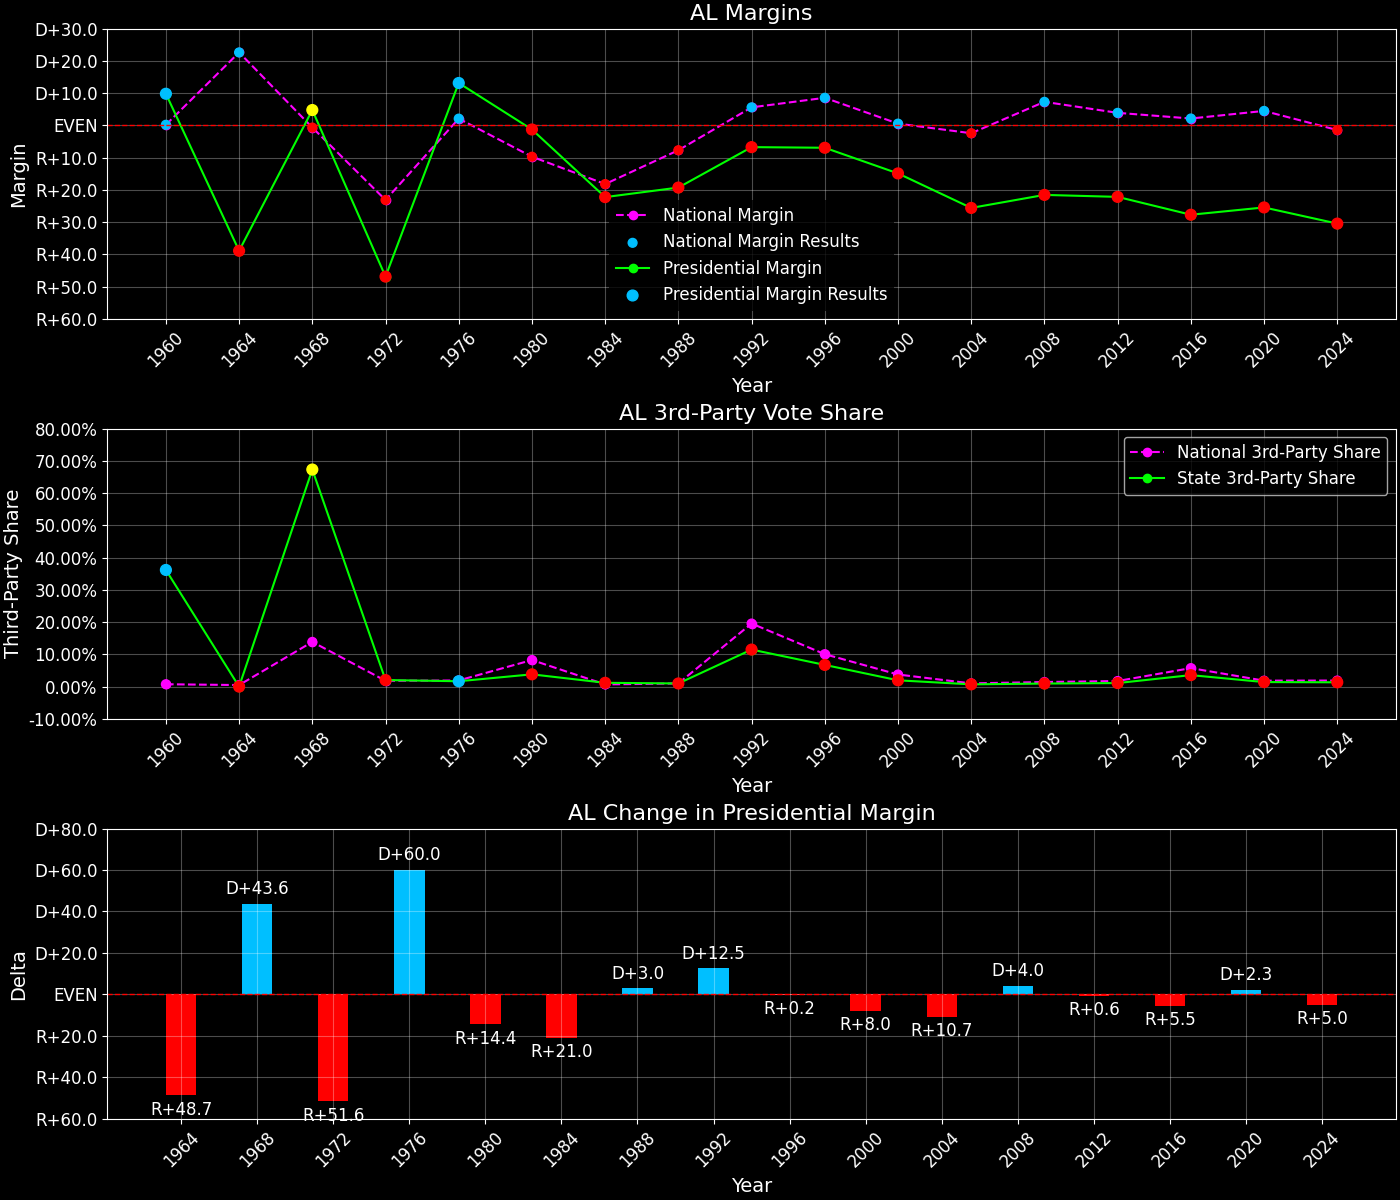 AL Margins
D+30.0
D+20.0
D+10.0
EVEN
R+10.0
R+20.0
R+30.0
R+40.0
R+50.0
R+60.0
Margin
National Margin
National Margin Results
Presidential Margin
Presidential Margin Results
1960 1964 1968 1972 1976 1980 1984 1988 1992 1996 2000 2004 2008 2012 2016 2020 2024
Year
AL 3rd-Party Vote Share
80.00%
70.00%
60.00%
50.00%
40.00%
30.00%
20.00%
10.00%
0.00%
-10.00%
Third-Party Share
National 3rd-Party Share
State 3rd-Party Share
1960 1964 1968 1972 1976 1980 1984 1988 1992 1996 2000 2004 2008 2012 2016 2020 2024
Year
AL Change in Presidential Margin
D+80.0
D+60.0
D+40.0
D+20.0
EVEN
R+20.0
R+40.0
R+60.0
Delta
R+48.7
D+43.6
R+51.6
D+60.0
R+14.4
R+21.0
D+3.0
D+12.5
R+0.2
R+8.0
R+10.7
D+4.0
R+0.6
R+5.5
D+2.3
R+5.0
1964 1968 1972 1976 1980 1984 1988 1992 1996 2000 2004 2008 2012 2016 2020 2024
Year